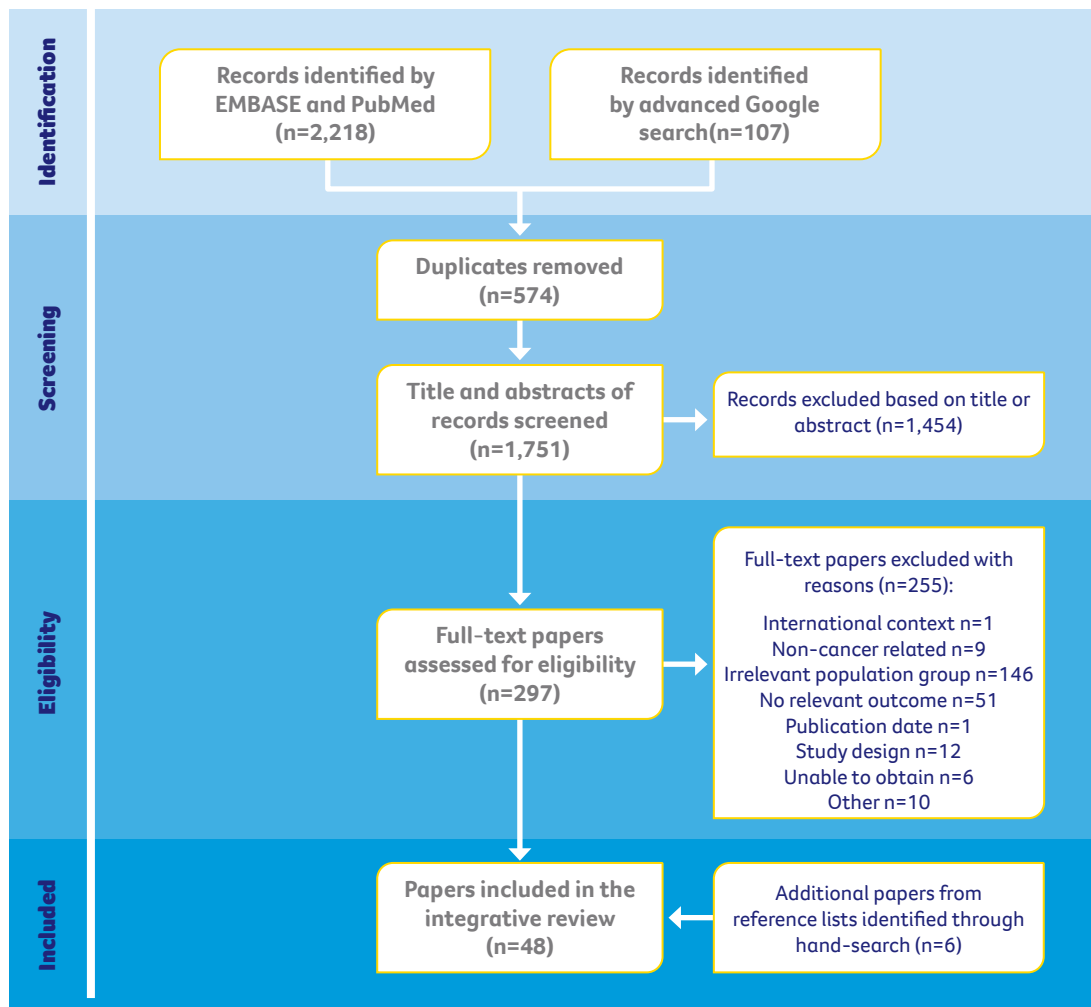 Identification
Records identified by
EMBASE and PubMed
(n=2,218)
Records identified
by advanced Google
search(n=107)
Screening
Duplicates removed
(n=574)
Title and abstracts of
records screened
(n=1,751)
Records excluded based on title or
abstract (n=1,454)
Eligibility
Full-text papers
assessed for eligibility
(n=297)
Full-text papers excluded with
reasons (n=255):
International context n=1
Non-cancer related n=9
Irrelevant population group n=146
No relevant outcome n=51
Publication date n=1
Study design n=12
Unable to obtain n=6
Other n=10
Included
Papers included in the
integrative review
(n=48)
Additional papers from
reference lists identified through
hand-search (n=6)